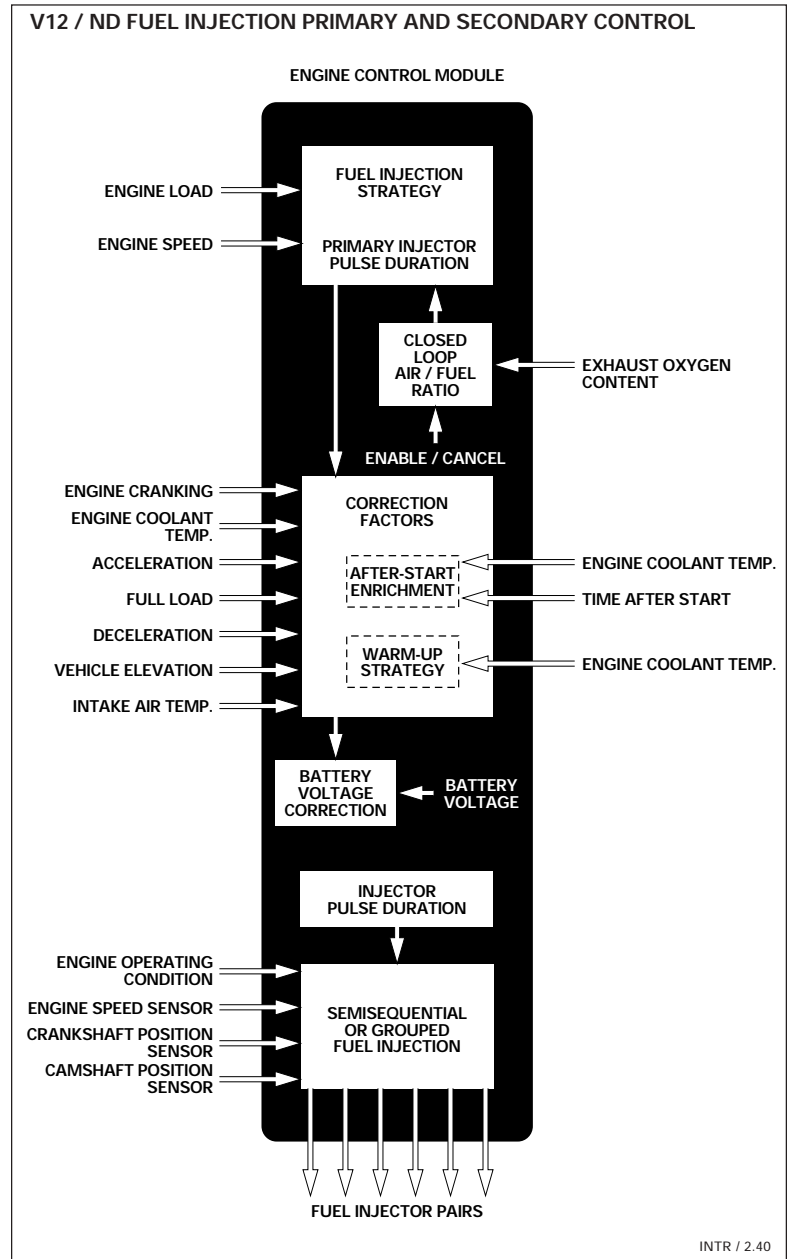 V12 / ND FUEL INJECTION PRIMARY AND SECONDARY CONTROL
ENGINE CONTROL MODULE
FUEL INJECTION
STRATEGY
ENGINE LOAD
ENGINE SPEED
PRIMARY INJECTOR
PULSE DURATION
CLOSED
LOOP
AIR / FUEL
RATIO
EXHAUST OXYGEN
CONTENT
ENABLE / CANCEL
ENGINE CRANKING
ENGINE COOLANT
TEMP.
ACCELERATION
FULL LOAD
DECELERATION
VEHICLE ELEVATION
INTAKE AIR TEMP.
CORRECTION
FACTORS
AFTER-START
ENRICHMENT
WARM-UP
STRATEGY
ENGINE COOLANT TEMP.
TIME AFTER START
ENGINE COOLANT TEMP.
BATTERY
VOLTAGE
CORRECTION
BATTERY
VOLTAGE
INJECTOR
PULSE DURATION
ENGINE OPERATING
CONDITION
ENGINE SPEED SENSOR
CRANKSHAFT POSITION
SENSOR
CAMSHAFT POSITION
SENSOR
SEMISEQUENTIAL
OR GROUPED
FUEL INJECTION
FUEL INJECTOR PAIRS
INTR / 2.40